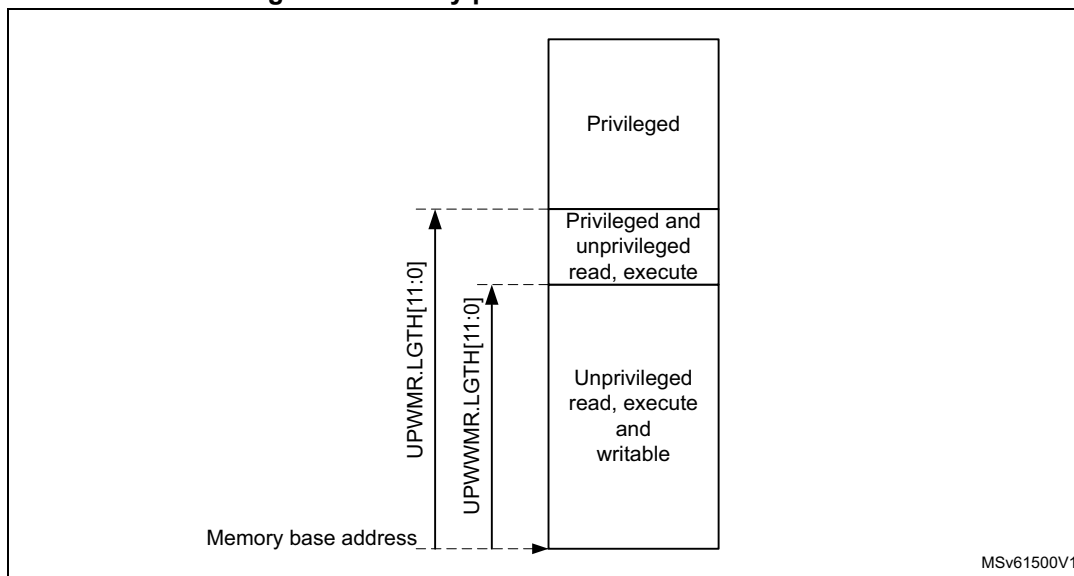 Privileged
Privileged and
unprivileged
read, execute
UPWMR.LGTH[11:0]
UPWWMR.LGTH[11:0]
Unprivileged
read, execute
and
writable
Memory base address
MSv61500V1